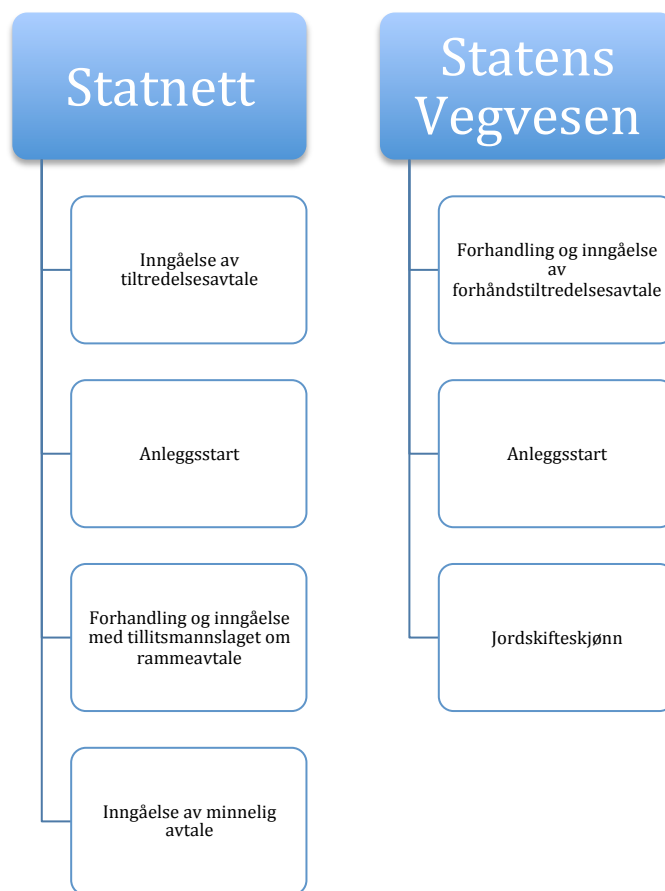 Statnett
Inngåelse av
tiltredelsesavtale
Anleggsstart
Forhandling og inngåelse
med tillitsmannslaget om
rammeavtale
Inngåelse av minnelig
avtale
Statens
Vegvesen
Forhandling og inngåelse
av
forhåndstiltredelsesavtale
Anleggsstart
Jordskifteskjønn